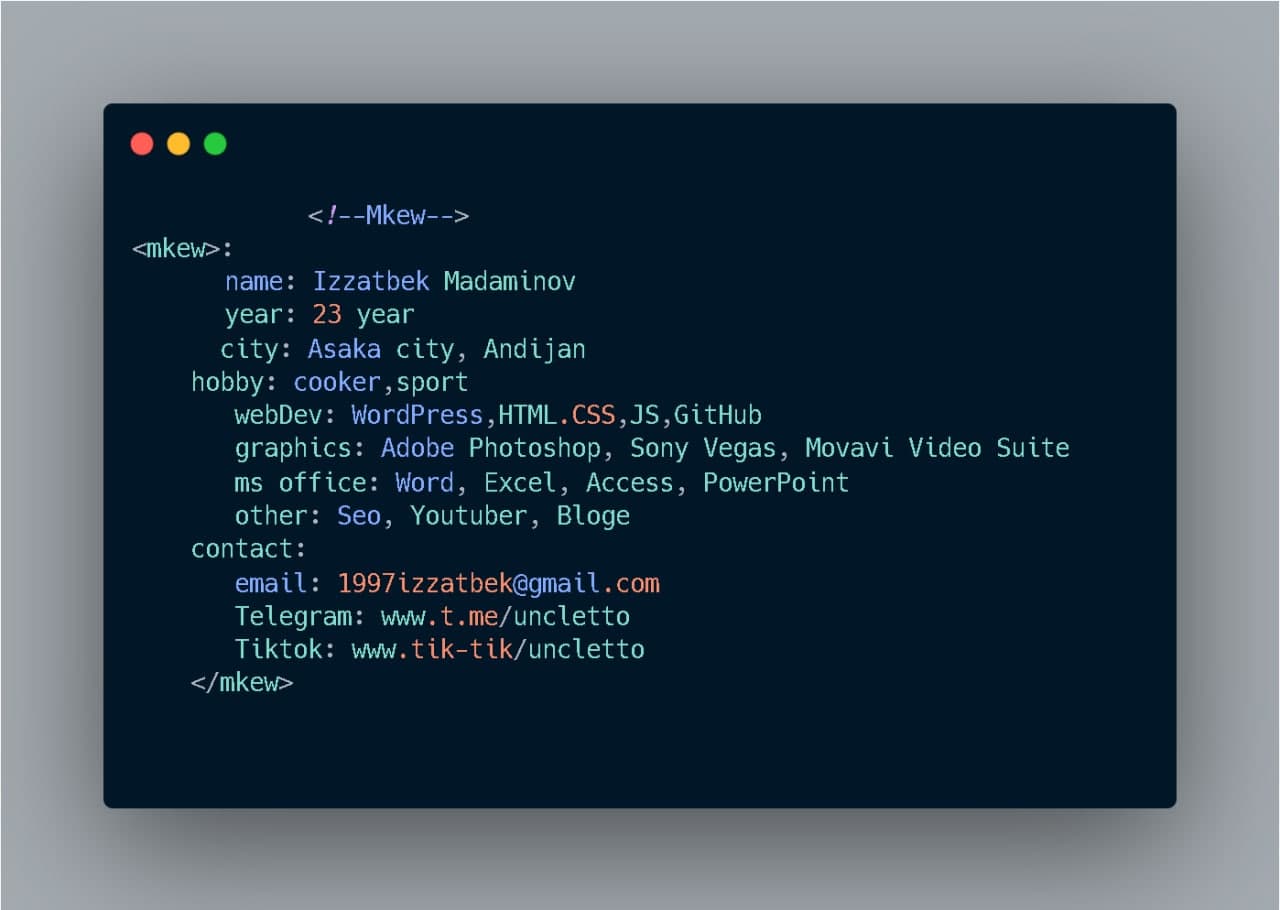 <!--Mkew-->
<mkew>:
name: Izzatbek Madaminov
year: 23 year
city: Asaka city, Andijan
hobby: cooker,sport
webDev: WordPress,HTML.CSS,JS,GitHub
graphics: Adobe Photoshop, Sony Vegas, Movavi Video Suite
ms office: Word, Excel, Access, PowerPoint
other: Seo, Youtuber, Bloge
contact:
email: 1997izzatbek@gmail.com
Telegram: www.t.me/uncletto
Tiktok: www.tik-tik/uncletto
</mkew>